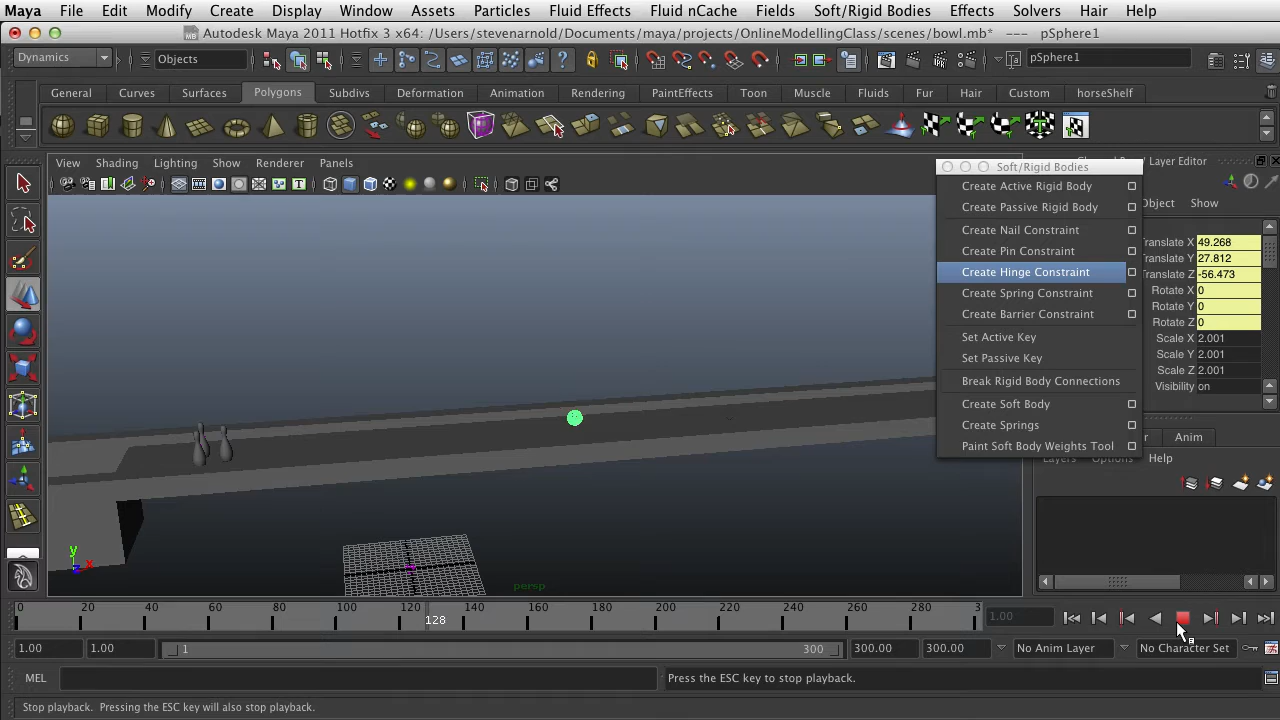 Maya File Edit Modify Create Display Window Assets Particles Fluid Effects Fluid nCache Fields Soft/Rigid Bodies Effects Solvers Hair Help
Autodesk Maya 2011 Hotfix 3 x64: /Users/stevenarnold/Documents/maya/projects/OnlineModellingClass/scenes/bowl.mb* --- pSphere1
Dynamics Objects pSphere1
General Curves Surfaces Polygons Subdivs Deformation Animation Rendering PaintEffects Toon Muscle Fluids Fur Hair Custom horseShelf
View Shading Lighting Show Renderer Panels
Soft/Rigid Bodies
Create Active Rigid Body
Create Passive Rigid Body
Create Nail Constraint
Create Pin Constraint
Create Hinge Constraint
Create Spring Constraint
Create Barrier Constraint
Set Active Key
Set Passive Key
Break Rigid Body Connections
Create Soft Body
Create Springs
Paint Soft Body Weights Tool
Layer Editor
Object Show
Translate X 49.268
Translate Y 27.812
Translate Z -56.473
Rotate X 0
Rotate Y 0
Rotate Z 0
Scale X 2.001
Scale Y 2.001
Scale Z 2.001
Visibility on
Anim
Layers Options Help
y
x
z
persp
0 20 40 60 80 100 120 140 160 180 200 220 240 260 280 3
128
1.00
1.00 1.00 1 300 300.00 300.00 No Anim Layer No Character Set
MEL Press the ESC key to stop playback.
Stop playback. Pressing the ESC key will also stop playback.